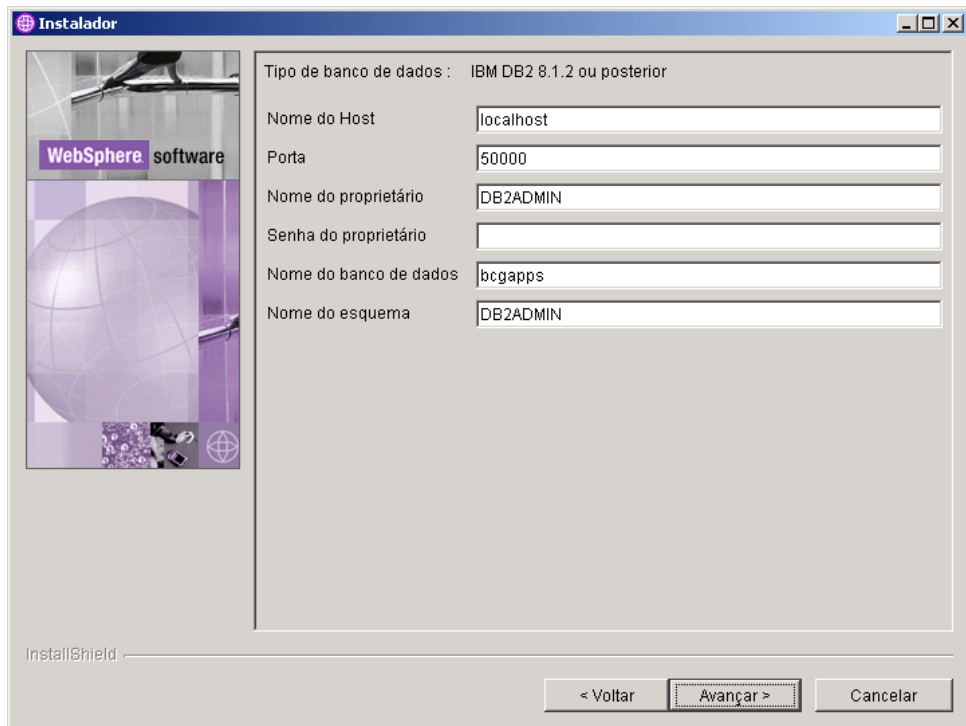 Instalador
WebSphere software
Tipo de banco de dados : IBM DB2 8.1.2 ou posterior
Nome do Host localhost
Porta 50000
Nome do proprietário DB2ADMIN
Senha do proprietário
Nome do banco de dados bcgapps
Nome do esquema DB2ADMIN
InstallShield
< Voltar Avançar > Cancelar